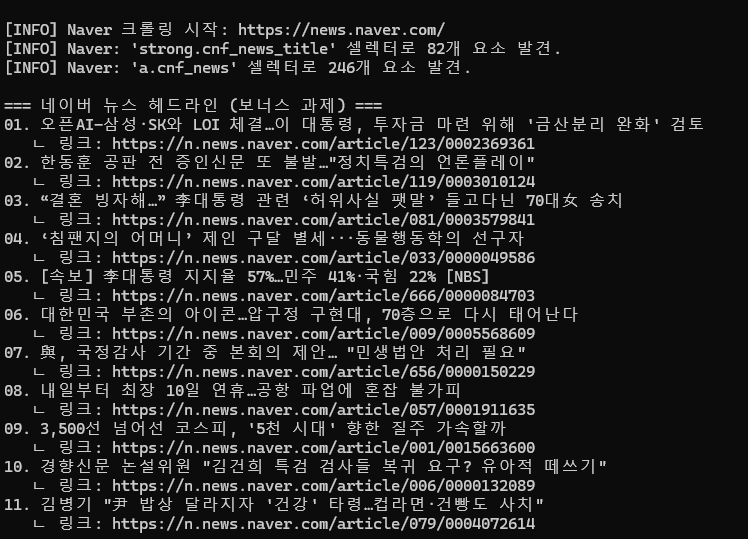 [INFO] Naver 크롤링 시작: https://news.naver.com/
[INFO] Naver: 'strong.cnf_news_title' 셀렉터로 82개 요소 발견.
[INFO] Naver: 'a.cnf_news' 셀렉터로 246개 요소 발견.
=== 네이버 뉴스 헤드라인 (보너스 과제) ===
01. 오픈AI-삼성·SK와 LOI 체결…이 대통령, 투자금 마련 위해 '금산분리 완화' 검토
ㄴ 링크: https://n.news.naver.com/article/123/0002369361
02. 한동훈 공판 전 증인신문 또 불발…"정치특검의 언론플레이"
ㄴ 링크: https://n.news.naver.com/article/119/0003010124
03. “결혼 빙자해…” 李대통령 관련 ‘허위사실 팻말’ 들고다닌 70대女 송치
ㄴ 링크: https://n.news.naver.com/article/081/0003579841
04. ‘침팬지의 어머니’ 제인 구달 별세···동물행동학의 선구자
ㄴ 링크: https://n.news.naver.com/article/033/0000049586
05. [속보] 李대통령 지지율 57%…민주 41%·국힘 22% [NBS]
ㄴ 링크: https://n.news.naver.com/article/666/0000084703
06. 대한민국 부촌의 아이콘…압구정 구현대, 70층으로 다시 태어난다
ㄴ 링크: https://n.news.naver.com/article/009/0005568609
07. 與, 국정감사 기간 중 본회의 제안… "민생법안 처리 필요"
ㄴ 링크: https://n.news.naver.com/article/656/0000150229
08. 내일부터 최장 10일 연휴…공항 파업에 혼잡 불가피
ㄴ 링크: https://n.news.naver.com/article/057/0001911635
09. 3,500선 넘어선 코스피, '5천 시대' 향한 질주 가속할까
ㄴ 링크: https://n.news.naver.com/article/001/0015663600
10. 경향신문 논설위원 "김건희 특검 검사들 복귀 요구? 유아적 떼쓰기"
ㄴ 링크: https://n.news.naver.com/article/006/0000132089
11. 김병기 "尹 밥상 달라지자 '건강' 타령…컵라면·건빵도 사치"
ㄴ 링크: https://n.news.naver.com/article/079/0004072614